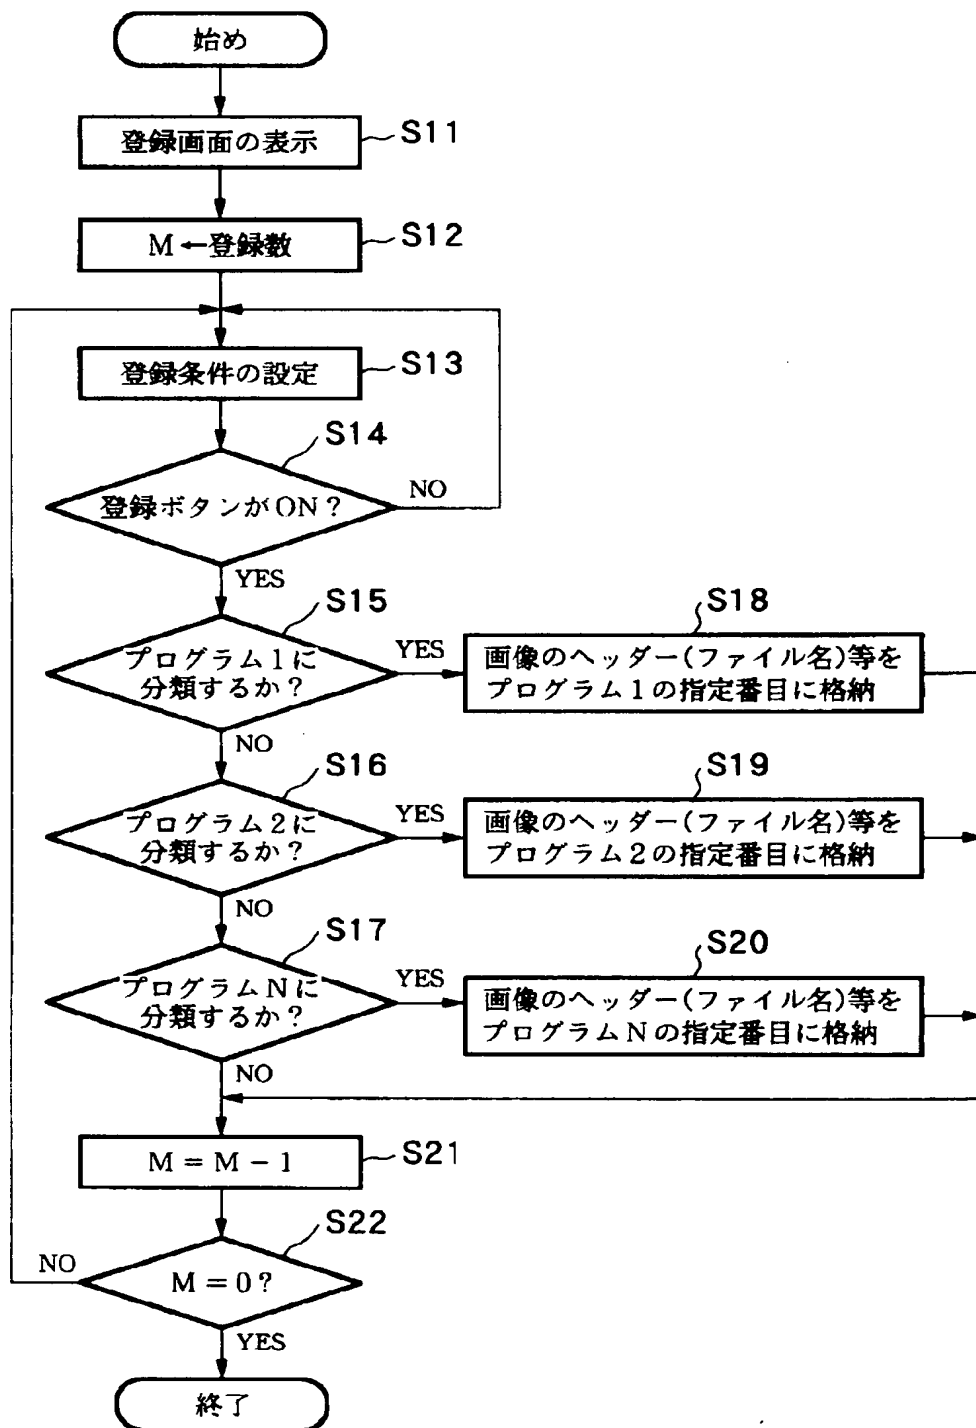 始め
登録画面の表示
S11
M←登録数
S12
登録条件の設定
S13
S14
登録ボタンがON?
NO
YES
S15
プログラム1に
分類するか?
YES
S18
画像のヘッダー(ファイル名)等を
プログラム1の指定番目に格納
NO
S16
プログラム2に
分類するか?
YES
S19
画像のヘッダー(ファイル名)等を
プログラム2の指定番目に格納
NO
S17
プログラムNに
分類するか?
YES
S20
画像のヘッダー(ファイル名)等を
プログラムNの指定番目に格納
NO
M = M - 1
S21
S22
M = 0?
NO
YES
終了